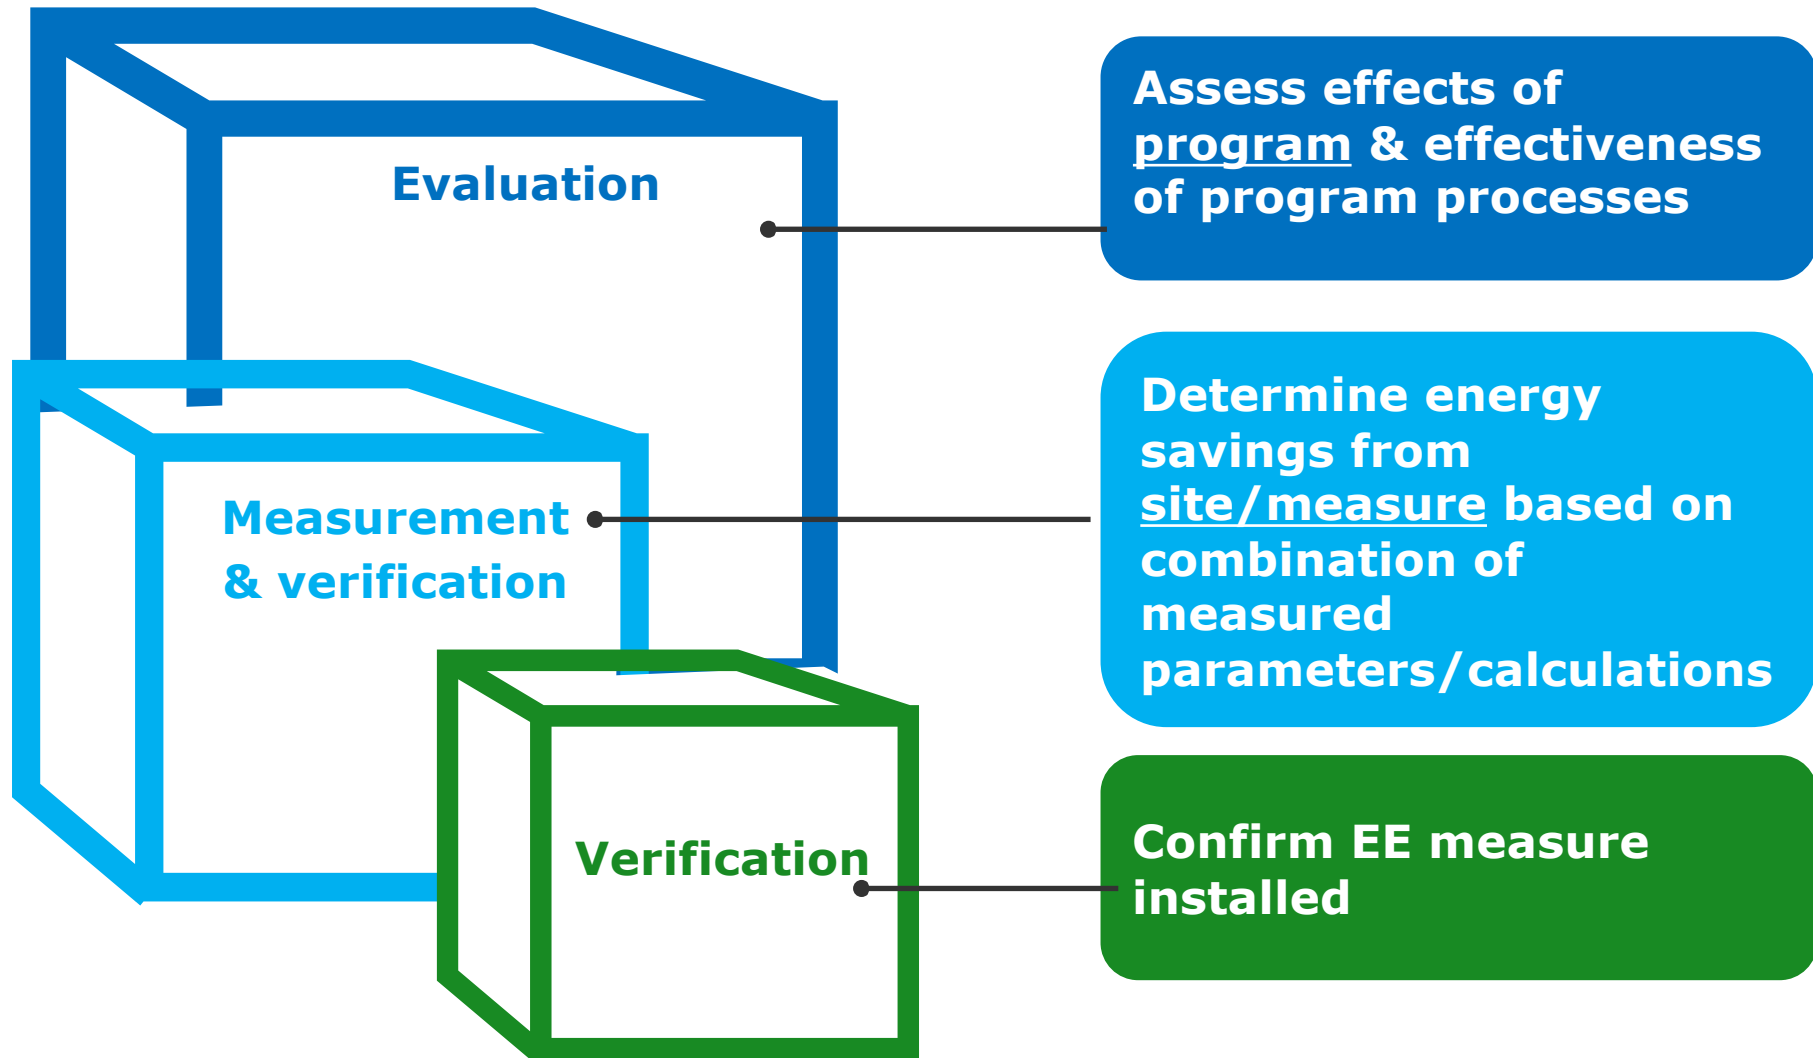 Evaluation
Assess effects of
program & effectiveness
of program processes
Measurement
& verification
Determine energy
savings from
site/measure based on
combination of
measured
parameters/calculations
Verification
Confirm EE measure
installed